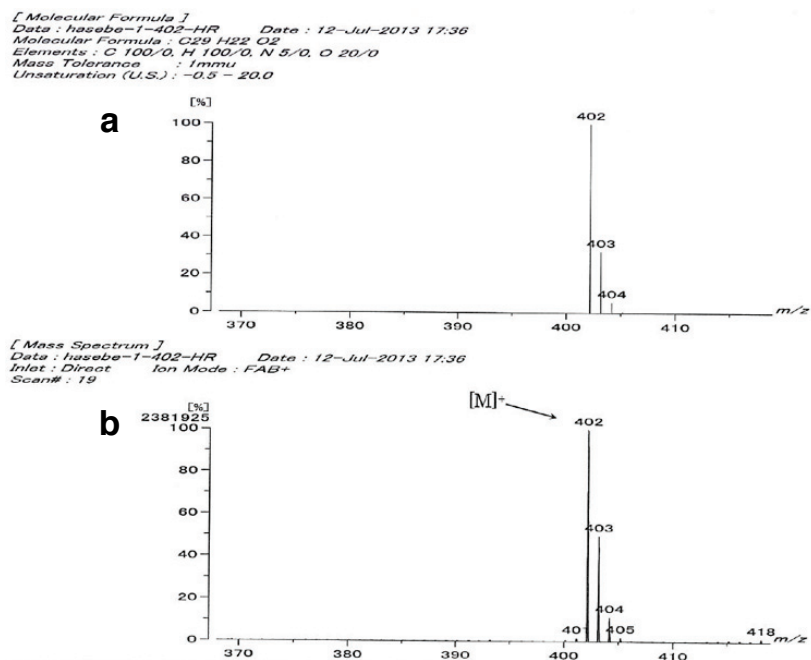 [ Molecular Formula ]
Data : hasebe-1-402-HR Date : 12-Jul-2013 17:36
Molecular Formula : C29 H22 O2
Elements : C 100/0, H 100/0, N 5/0, O 20/0
Mass Tolerance : 1mmu
Unsaturation (U.S.) : -0.5 - 20.0
[%]
a
100
402
80
60
40
403
20
404
0
370 380 390 400 410 m/z
[ Mass Spectrum ]
Data : hasebe-1-402-HR Date : 12-Jul-2013 17:36
Inlet : Direct Ion Mode : FAB+
Scan# : 19
[M]+
[%]
b
2381925
402
100
80
60
403
40
20
404
401 405 418
0
370 380 390 400 410 m/z